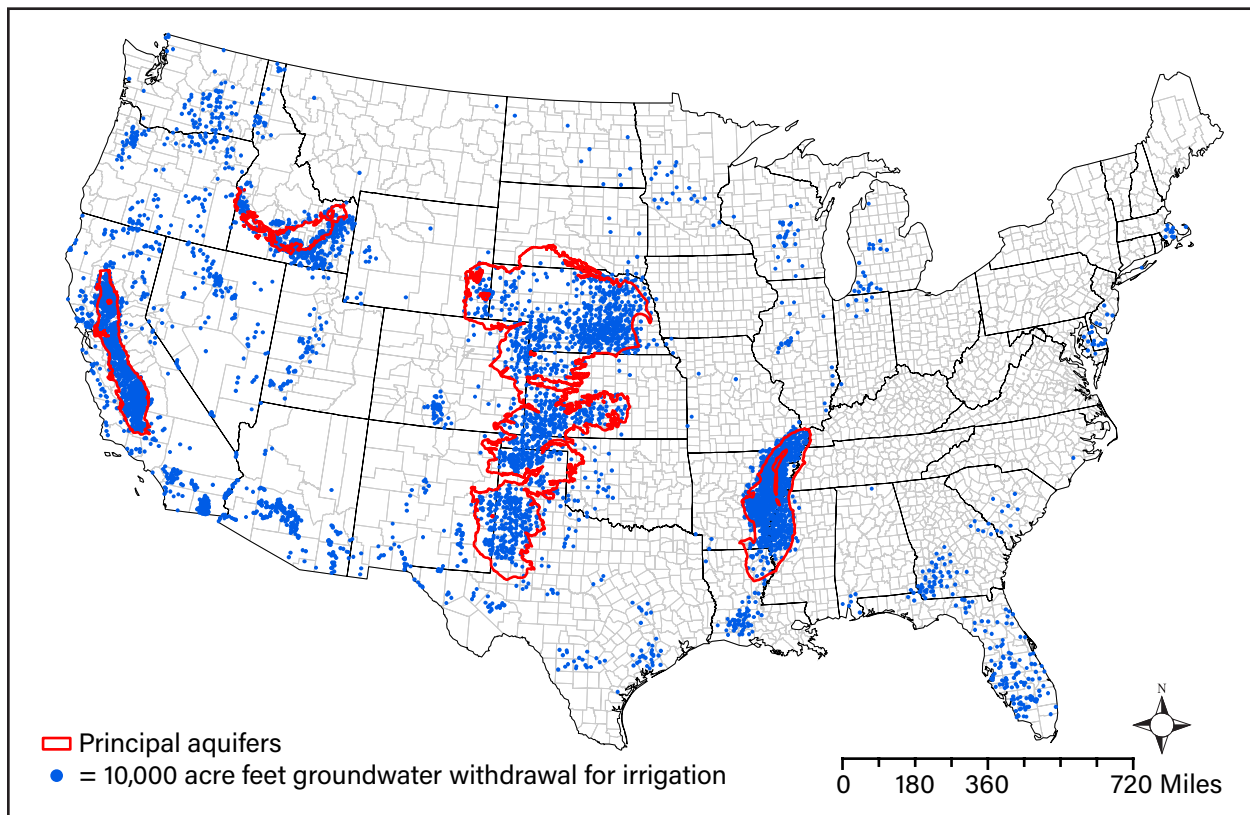 N
Principal aquifers
= 10,000 acre feet groundwater withdrawal for irrigation
0 180 360 720 Miles